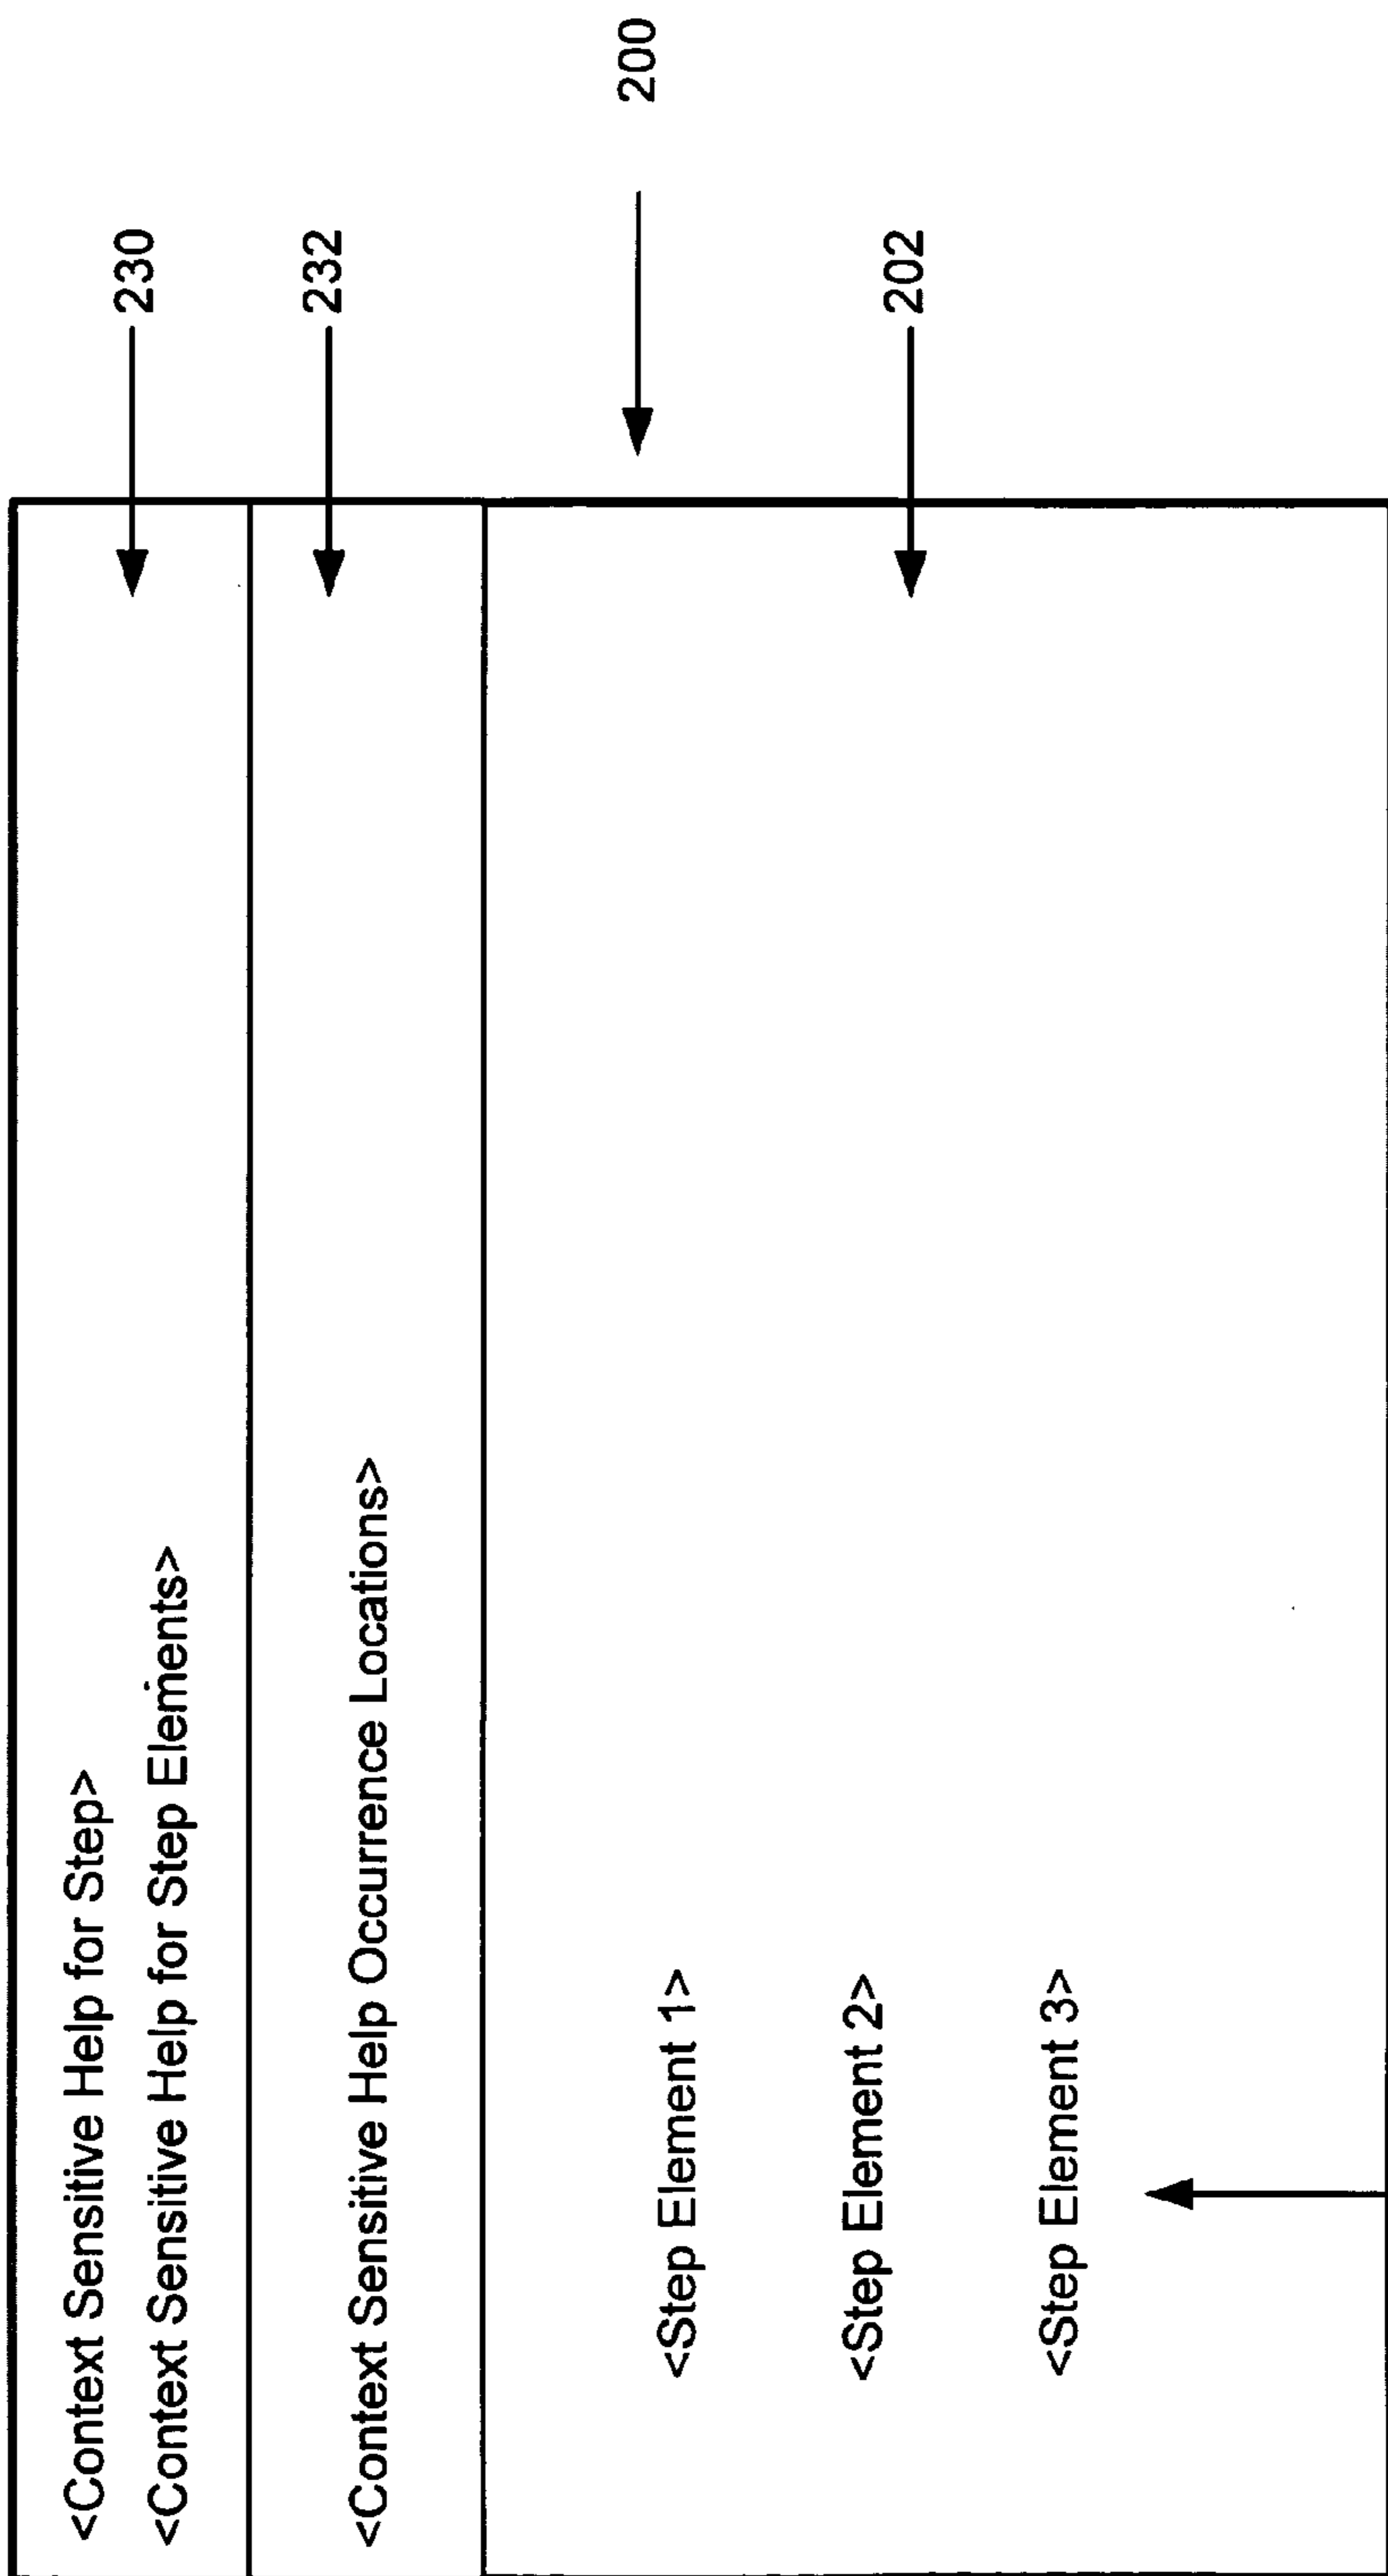 <Context Sensitive Help for Step>
<Context Sensitive Help for Step Elements>
230
<Context Sensitive Help Occurrence Locations>
232
200
<Step Element 1>
<Step Element 2>
202
<Step Element 3>